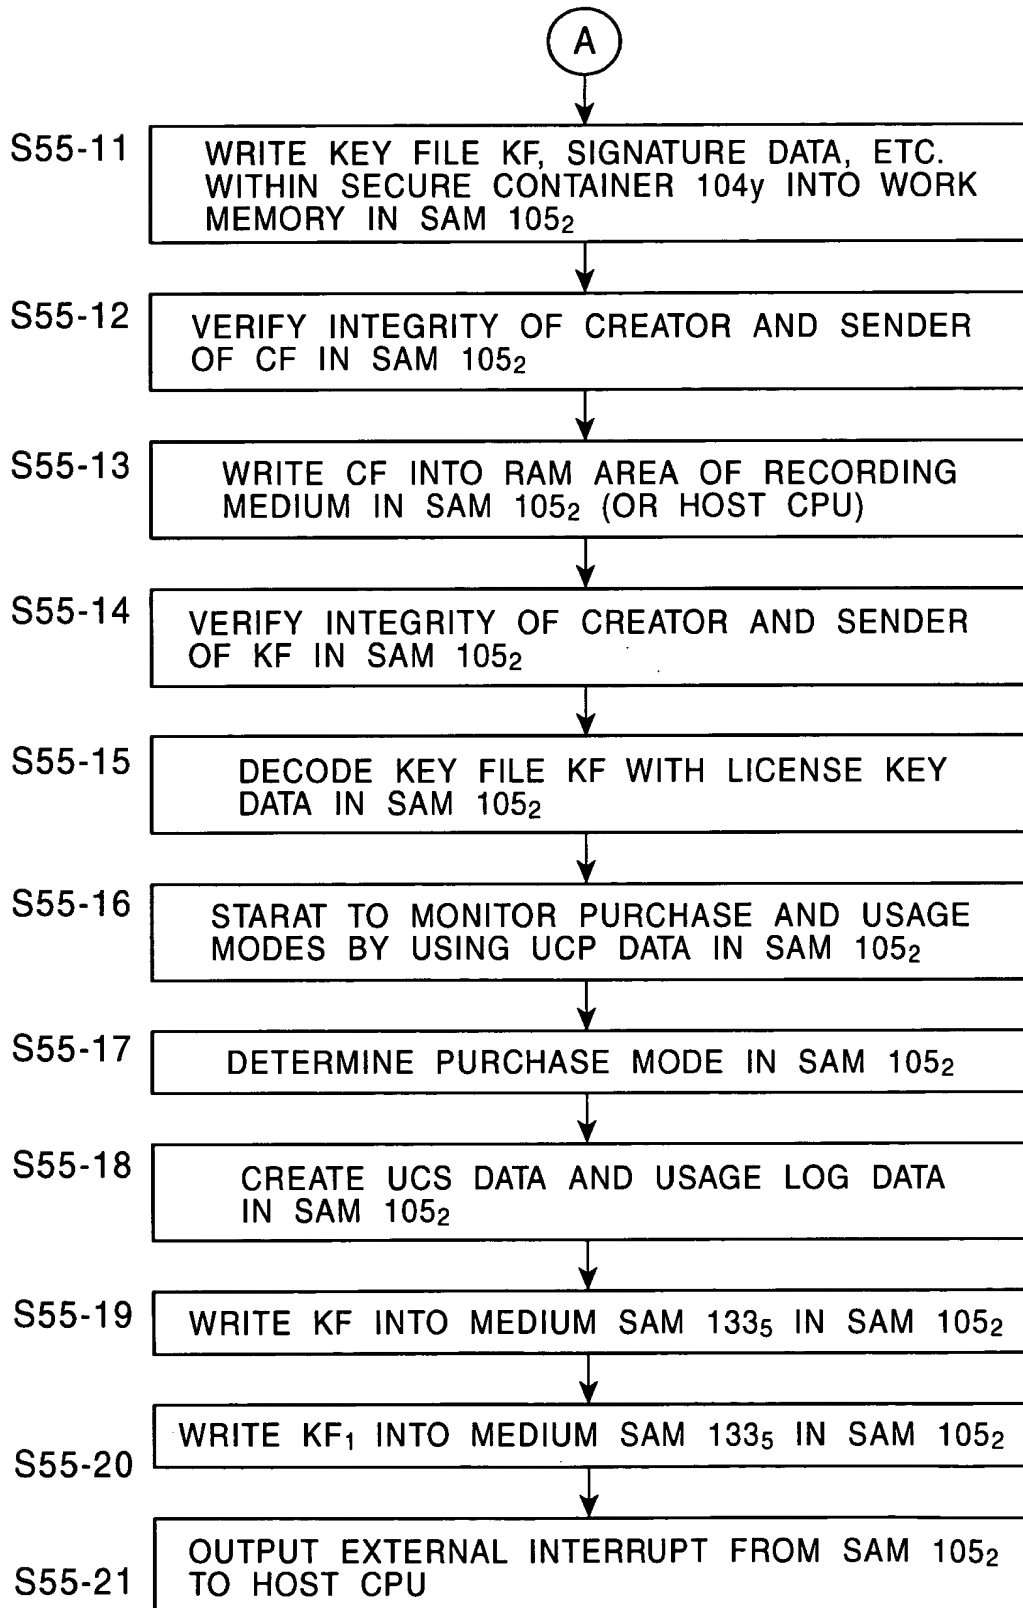 A
S55-11
WRITE KEY FILE KF, SIGNATURE DATA, ETC.
WITHIN SECURE CONTAINER 104y INTO WORK
MEMORY IN SAM 105₂
S55-12
VERIFY INTEGRITY OF CREATOR AND SENDER
OF CF IN SAM 105₂
S55-13
WRITE CF INTO RAM AREA OF RECORDING
MEDIUM IN SAM 105₂ (OR HOST CPU)
S55-14
VERIFY INTEGRITY OF CREATOR AND SENDER
OF KF IN SAM 105₂
S55-15
DECODE KEY FILE KF WITH LICENSE KEY
DATA IN SAM 105₂
S55-16
STARAT TO MONITOR PURCHASE AND USAGE
MODES BY USING UCP DATA IN SAM 105₂
S55-17
DETERMINE PURCHASE MODE IN SAM 105₂
S55-18
CREATE UCS DATA AND USAGE LOG DATA
IN SAM 105₂
S55-19
WRITE KF INTO MEDIUM SAM 133₅ IN SAM 105₂
S55-20
WRITE KF₁ INTO MEDIUM SAM 133₅ IN SAM 105₂
S55-21
OUTPUT EXTERNAL INTERRUPT FROM SAM 105₂
TO HOST CPU